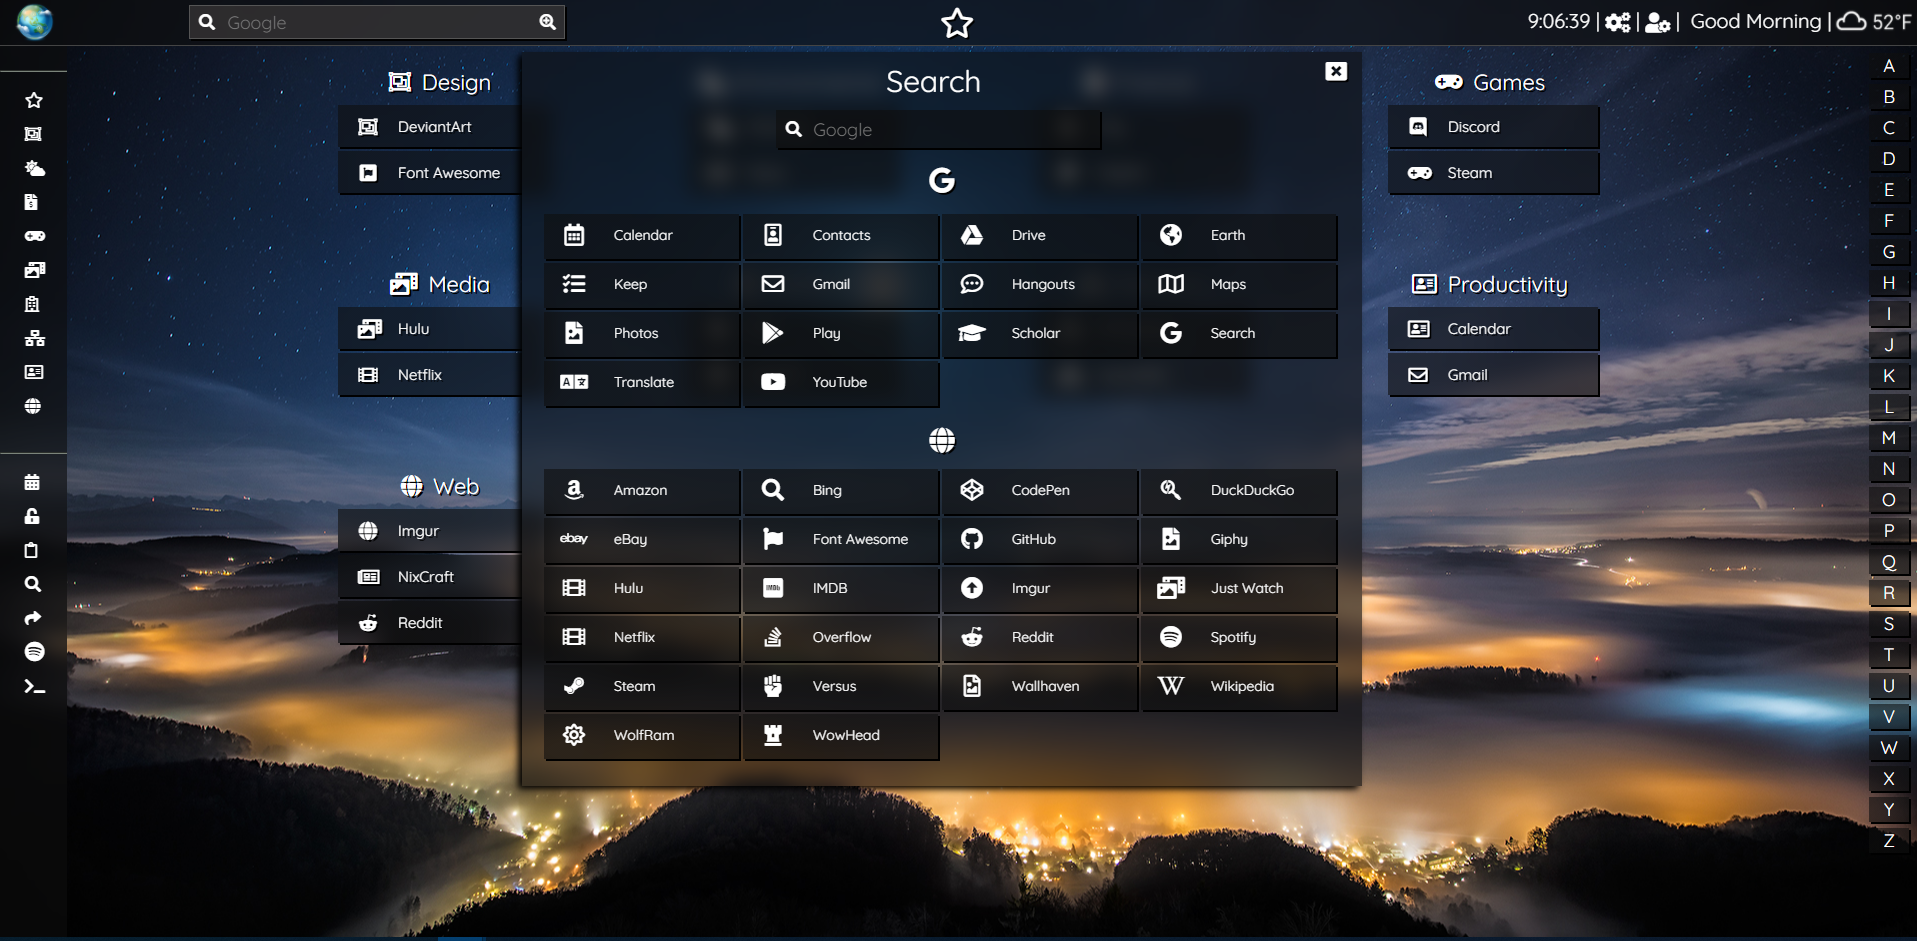 Google
9:06:39 | | | Good Morning | 52°F
Design
DeviantArt
Font Awesome
Media
Hulu
Netflix
Web
Imgur
NixCraft
Reddit
Search
Google
Calendar Contacts Drive Earth
Keep Gmail Hangouts Maps
Photos Play Scholar Search
Translate YouTube
Amazon Bing CodePen DuckDuckGo
ebay eBay Font Awesome GitHub Giphy
Hulu IMDb IMDB Imgur Just Watch
Netflix Overflow Reddit Spotify
Steam Versus Wallhaven W Wikipedia
WolfRam WowHead
Games
Discord
Steam
Productivity
Calendar
Gmail
A
B
C
D
E
F
G
H
I
J
K
L
M
N
O
P
Q
R
S
T
U
V
W
X
Y
Z